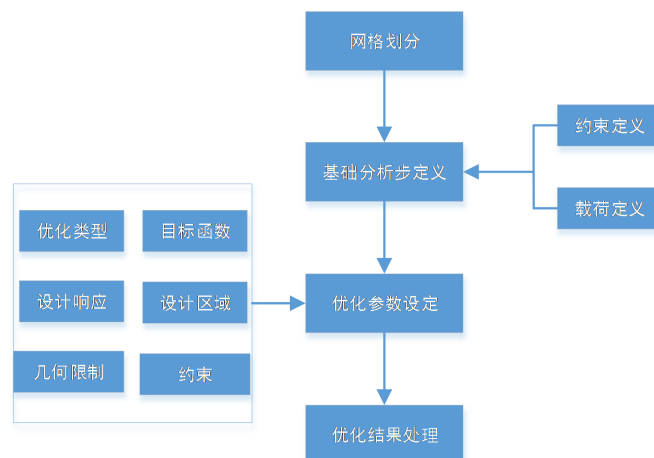 网格划分
约束定义
基础分析步定义
载荷定义
优化类型
目标函数
设计响应
设计区域
优化参数设定
几何限制
约束
优化结果处理